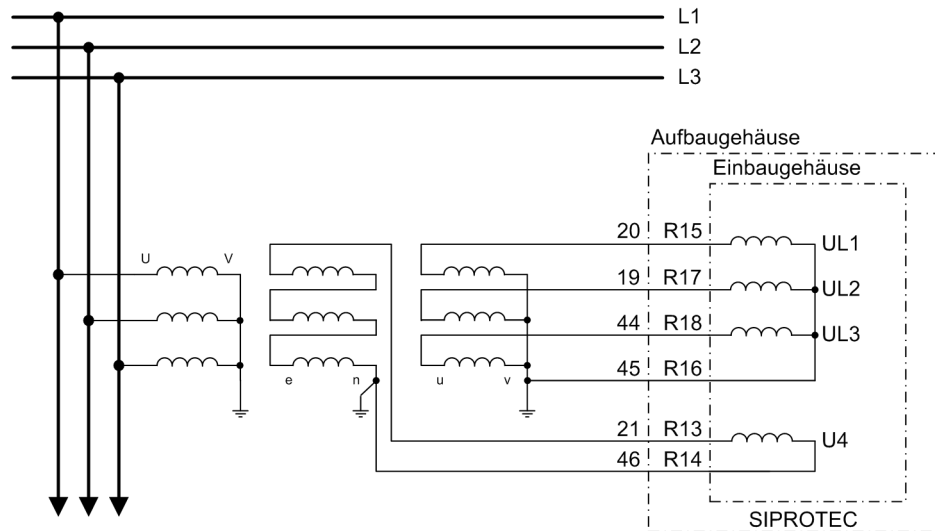 L1
L2
L3
Aufbaugehäuse
Einbaugehäuse
20 R15 UL1
U V
19 R17 UL2
44 R18 UL3
45 R16
e n u v
21 R13 U4
46 R14
SIPROTEC